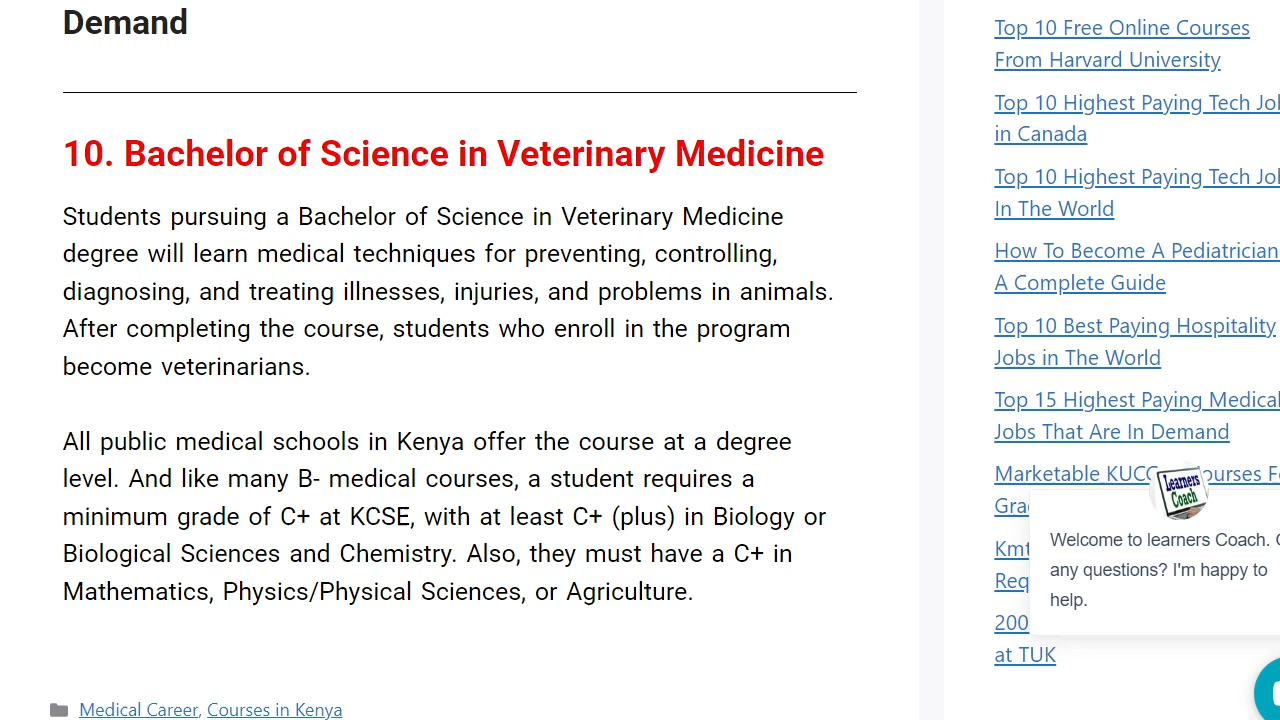 Demand
10. Bachelor of Science in Veterinary Medicine
Students pursuing a Bachelor of Science in Veterinary Medicine
degree will learn medical techniques for preventing, controlling,
diagnosing, and treating illnesses, injuries, and problems in animals.
After completing the course, students who enroll in the program
become veterinarians.
All public medical schools in Kenya offer the course at a degree
level. And like many B- medical courses, a student requires a
minimum grade of C+ at KCSE, with at least C+ (plus) in Biology or
Biological Sciences and Chemistry. Also, they must have a C+ in
Mathematics, Physics/Physical Sciences, or Agriculture.
Medical Career, Courses in Kenya
Top 10 Free Online Courses
From Harvard University
Top 10 Highest Paying Tech
in Canada
Top 10 Highest Paying Tech
In The World
How To Become A Pediatrician
A Complete Guide
Top 10 Best Paying Hospitality
Jobs in The World
Top 15 Highest Paying Medical
Jobs That Are In Demand
Marketable
200
at TUK
Learners
Coach
Welcome to learners Coach.
any questions? I'm happy to
help.